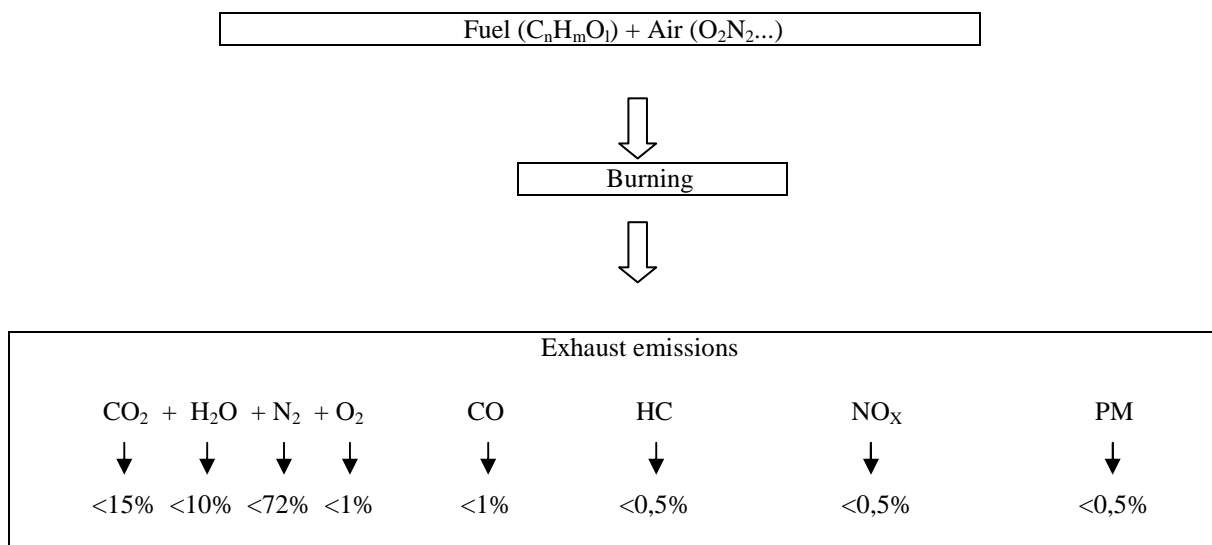 Fuel (CnHmOl) + Air (O2N2...)
Burning
Exhaust emissions
CO2 + H2O + N2 + O2 CO HC NOX PM
<15% <10% <72% <1% <1% <0,5% <0,5% <0,5%